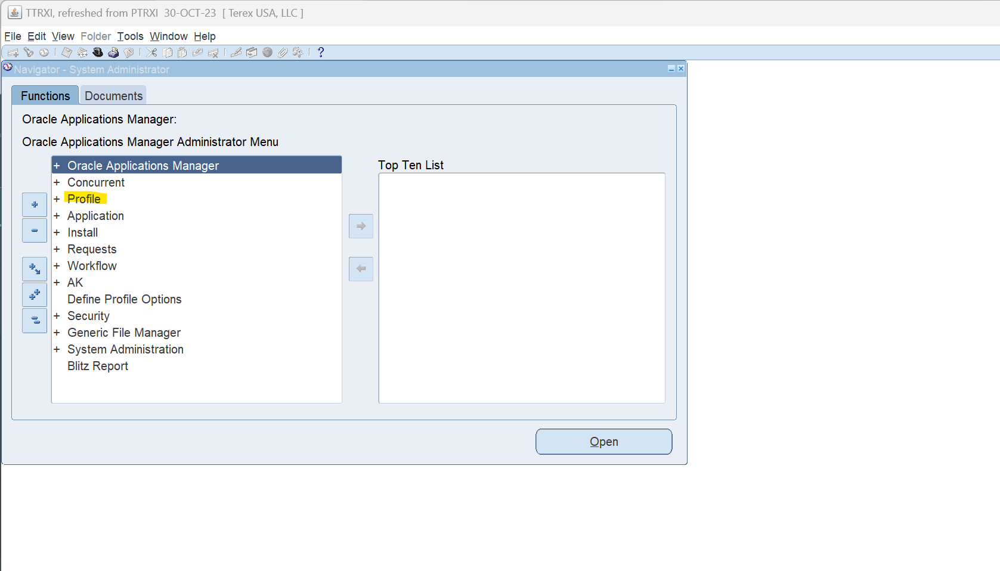 TTRXI, refreshed from PTRXI  30-OCT-23  [ Terex USA, LLC ]
File Edit View Folder Tools Window Help
?
Navigator - System Administrator
Functions Documents
Oracle Applications Manager:
Oracle Applications Manager Administrator Menu
+ Oracle Applications Manager
+ Concurrent
+ Profile
+ Application
+ Install
+ Requests
+ Workflow
+ AK
Define Profile Options
+ Security
+ Generic File Manager
+ System Administration
Blitz Report
Top Ten List
Open